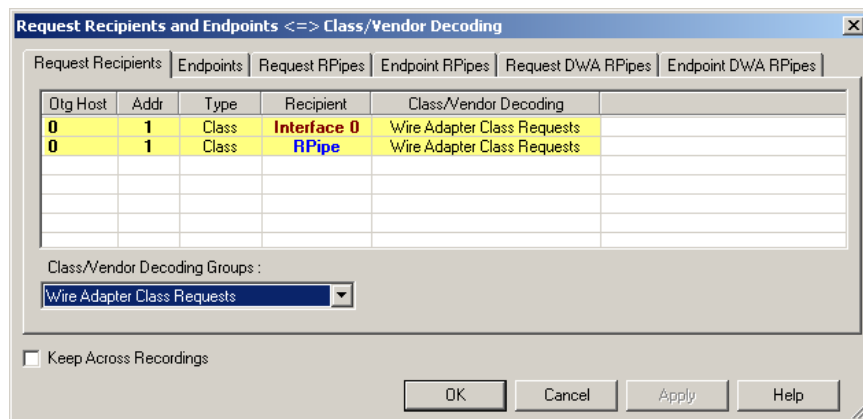 Request Recipients and Endpoints <=> Class/Vendor Decoding
Request Recipients Endpoints Request RPipes Endpoint RPipes Request DWA RPipes Endpoint DWA RPipes
Otg Host Addr Type Recipient Class/Vendor Decoding
0 1 Class Interface 0 Wire Adapter Class Requests
0 1 Class RPipe Wire Adapter Class Requests
Class/Vendor Decoding Groups :
Wire Adapter Class Requests
Keep Across Recordings
OK Cancel Apply Help